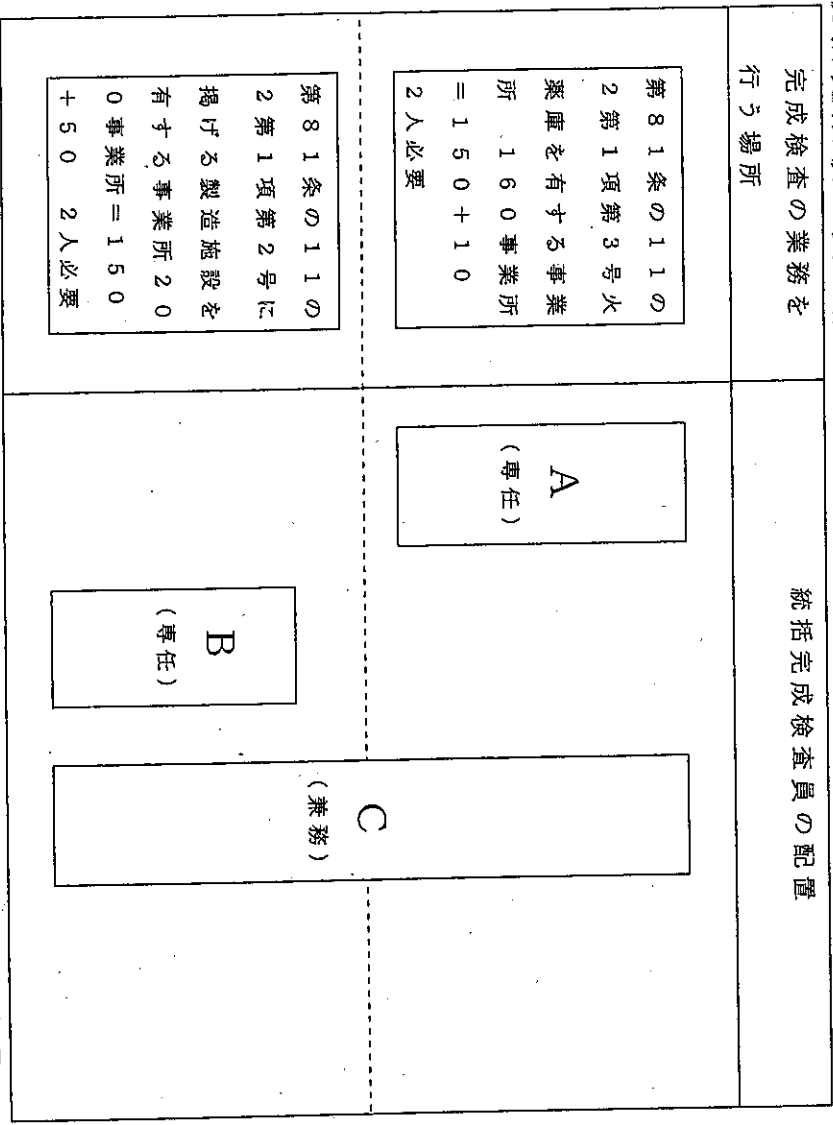 完成検査の業務を
行う場所
統括完成検査員の配置
第81条の11の
2第1項第3号火
薬庫を有する事業
所 160事業所
=150+10
2人必要
A
(専任)
C
(兼務)
第81条の11の
2第1項第2号に
掲げる製造施設を
有する事業所20
0事業所=150
+50 2人必要
B
(専任)